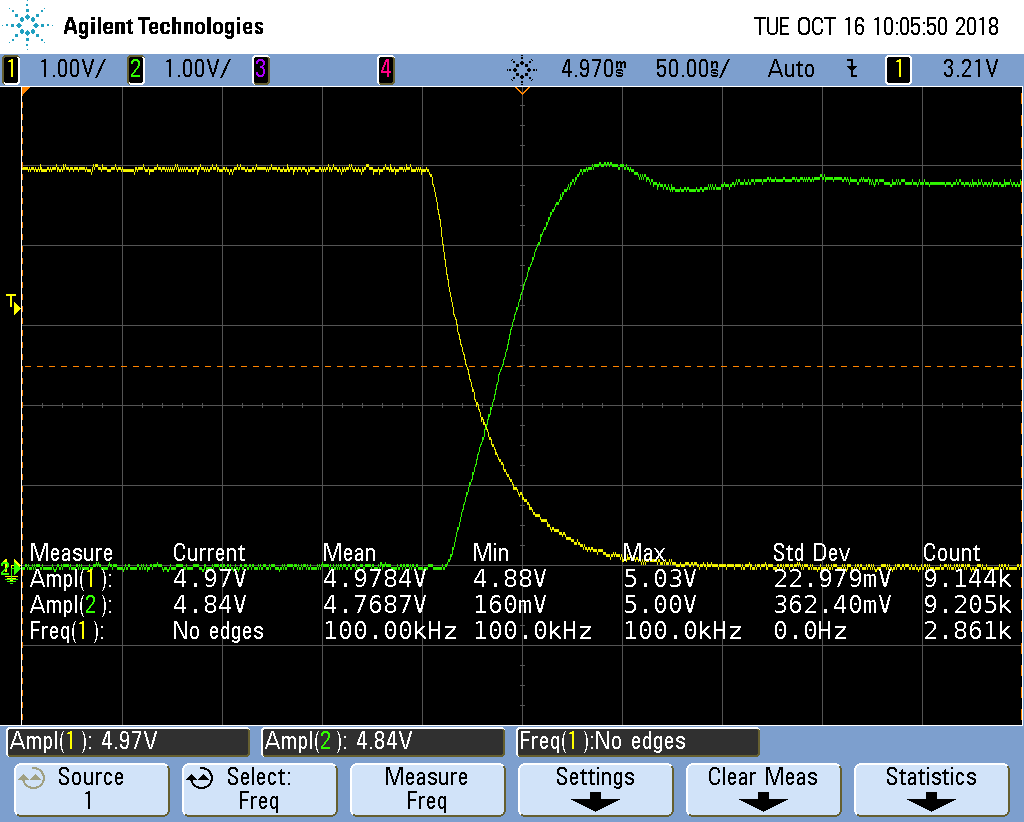 Agilent Technologies TUE OCT 16 10:05:50 2018
1 1.00V/ 2 1.00V/ 3 4 4.970ms 50.00ns/ Auto 1 3.21V
T
2
Measure Current Mean Min Max Std Dev Count
Ampl(1): 4.97V 4.9784V 4.88V 5.03V 22.979mV 9.144k
Ampl(2): 4.84V 4.7687V 160mV 5.00V 362.40mV 9.205k
Freq(1): No edges 100.00kHz 100.0kHz 100.0kHz 0.0Hz 2.861k
Ampl(1): 4.97V Ampl(2): 4.84V Freq(1):No edges
Source Select: Measure Settings Clear Meas Statistics
1 Freq Freq